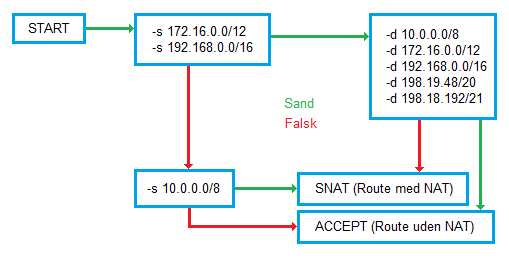 START
-s 172.16.0.0/12
-s 192.168.0.0/16
-d 10.0.0.0/8
-d 172.16.0.0/12
-d 192.168.0.0/16
-d 198.19.48/20
-d 198.18.192/21
Sand
Falsk
-s 10.0.0.0/8
SNAT (Route med NAT)
ACCEPT (Route uden NAT)